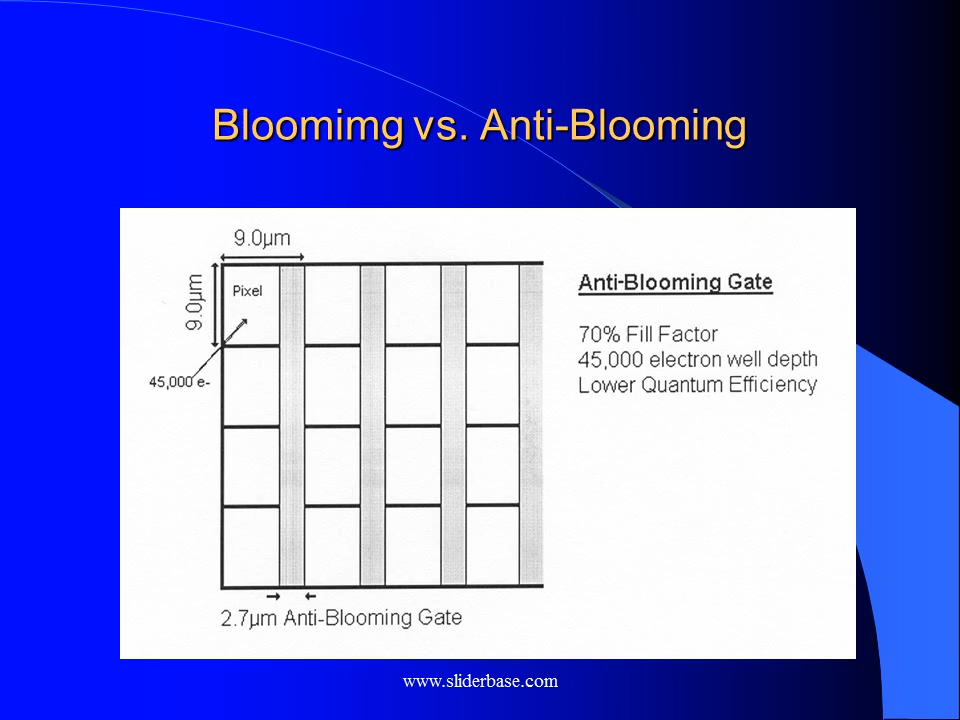 Bloomimg vs. Anti-Blooming
9.0µm
9.0µm
Pixel
45,000 e-
2.7µm Anti-Blooming Gate
Anti-Blooming Gate
70% Fill Factor
45,000 electron well depth
Lower Quantum Efficiency
www.sliderbase.com